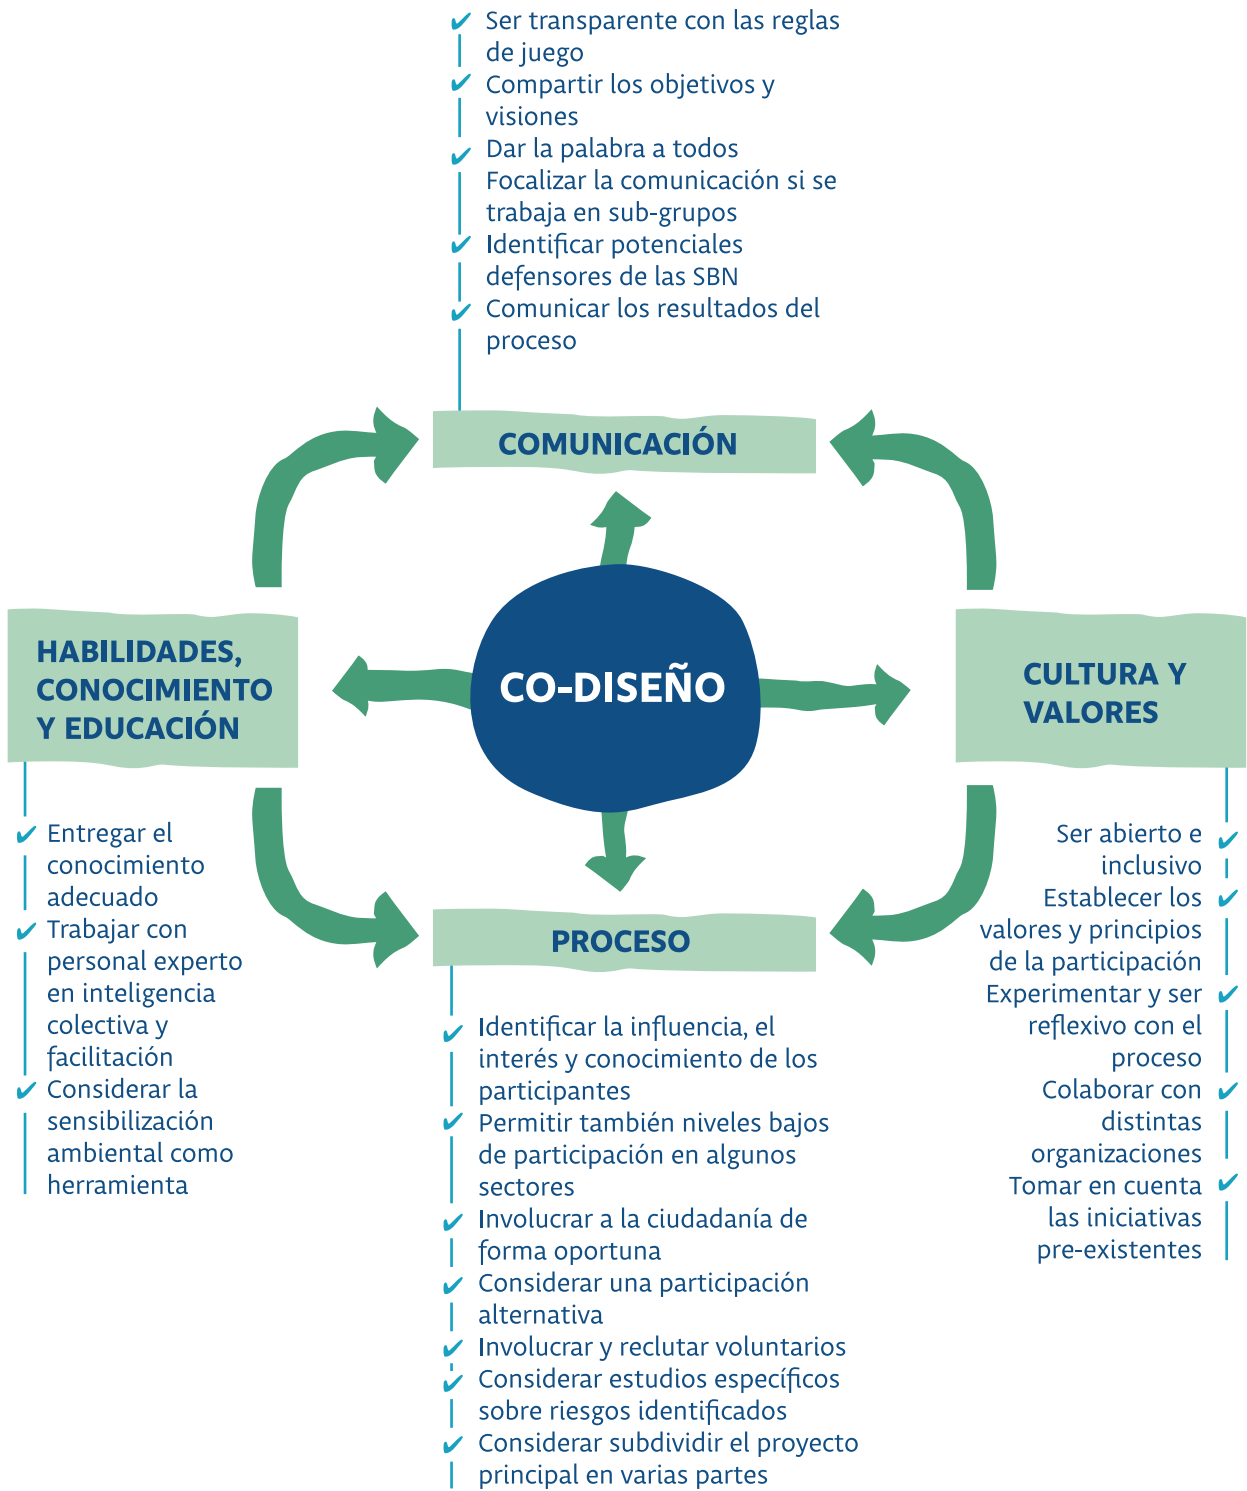 Ser transparente con las reglas
de juego
Compartir los objetivos y
visiones
Dar la palabra a todos
Focalizar la comunicación si se
trabaja en sub-grupos
Identificar potenciales
defensores de las SBN
Comunicar los resultados del
proceso
COMUNICACIÓN
HABILIDADES,
CONOCIMIENTO
Y EDUCACIÓN
CO-DISEÑO
CULTURA Y
VALORES
Entregar el
conocimiento
adecuado
Trabajar con
personal experto
en inteligencia
colectiva y
facilitación
Considerar la
sensibilización
ambiental como
herramienta
PROCESO
Identificar la influencia, el
interés y conocimiento de los
participantes
Permitir también niveles bajos
de participación en algunos
sectores
Involucrar a la ciudadanía de
forma oportuna
Considerar una participación
alternativa
Involucrar y reclutar voluntarios
Considerar estudios específicos
sobre riesgos identificados
Considerar subdividir el proyecto
principal en varias partes
Ser abierto e
inclusivo
Establecer los
valores y principios
de la participación
Experimentar y ser
reflexivo con el
proceso
Colaborar con
distintas
organizaciones
Tomar en cuenta
las iniciativas
pre-existentes